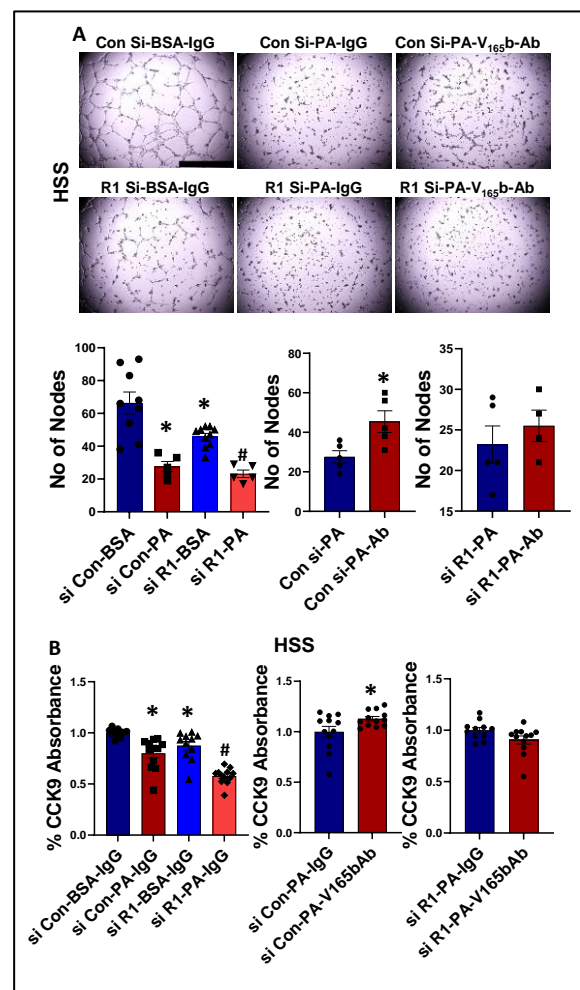 A
Con Si-BSA-IgG Con Si-PA-IgG Con Si-PA-V₁₆₅b-Ab
R1 Si-BSA-IgG R1 Si-PA-IgG R1 Si-PA-V₁₆₅b-Ab
HSS
No of Nodes
100
80
60
40
20
0
* * #
si Con-BSA
si Con-PA
si R1-BSA
si R1-PA
No of Nodes
60
40
20
0
*
Con si-PA
Con si-PA-Ab
No of Nodes
35
30
25
20
15
si R1-PA
si R1-PA-Ab
B
HSS
% CCK9 Absorbance
1.5
1.0
0.5
0.0
* * #
si Con-BSA-IgG
si Con-PA-IgG
si R1-BSA-IgG
si R1-PA-IgG
% CCK9 Absorbance
1.5
1.0
0.5
0.0
*
si Con-PA-IgG
si Con-PA-V165bAb
% CCK9 Absorbance
1.5
1.0
0.5
0.0
si R1-PA-IgG
si R1-PA-V165bAb